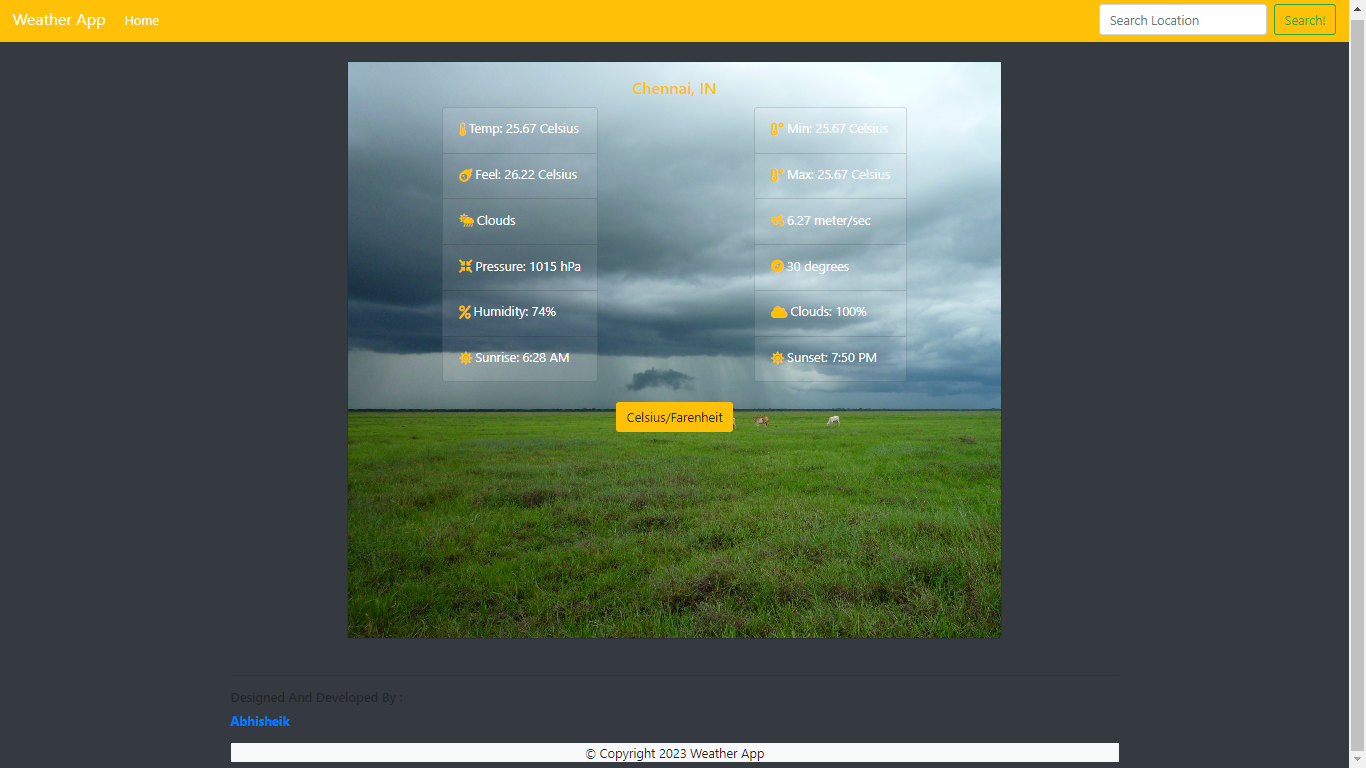 Weather App Home Search Location Search!
Chennai, IN
Temp: 25.67 Celsius
Feel: 26.22 Celsius
Clouds
Pressure: 1015 hPa
Humidity: 74%
Sunrise: 6:28 AM
Min: 25.67 Celsius
Max: 25.67 Celsius
6.27 meter/sec
30 degrees
Clouds: 100%
Sunset: 7:50 PM
Celsius/Farenheit
Designed And Developed By :
Abhisheik
© Copyright 2023 Weather App